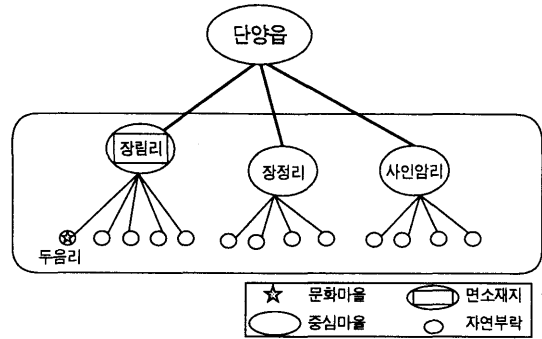 단양읍
장림리
장정리
사인암리
두음리
문화마을
면소재지
중심마을
자연부락